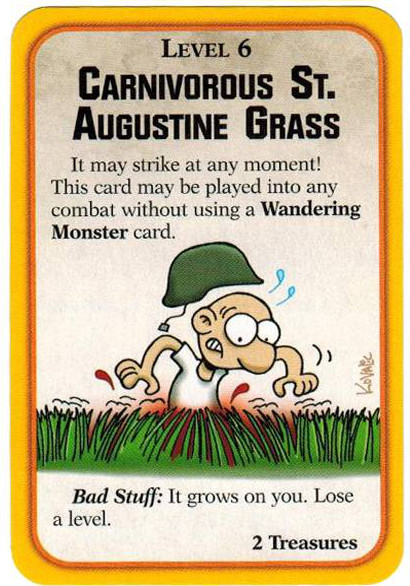 LEVEL 6
CARNIVOROUS ST.
AUGUSTINE GRASS
It may strike at any moment!
This card may be played into any
combat without using a Wandering
Monster card.
KOVALIC
Bad Stuff: It grows on you. Lose
a level.
2 Treasures